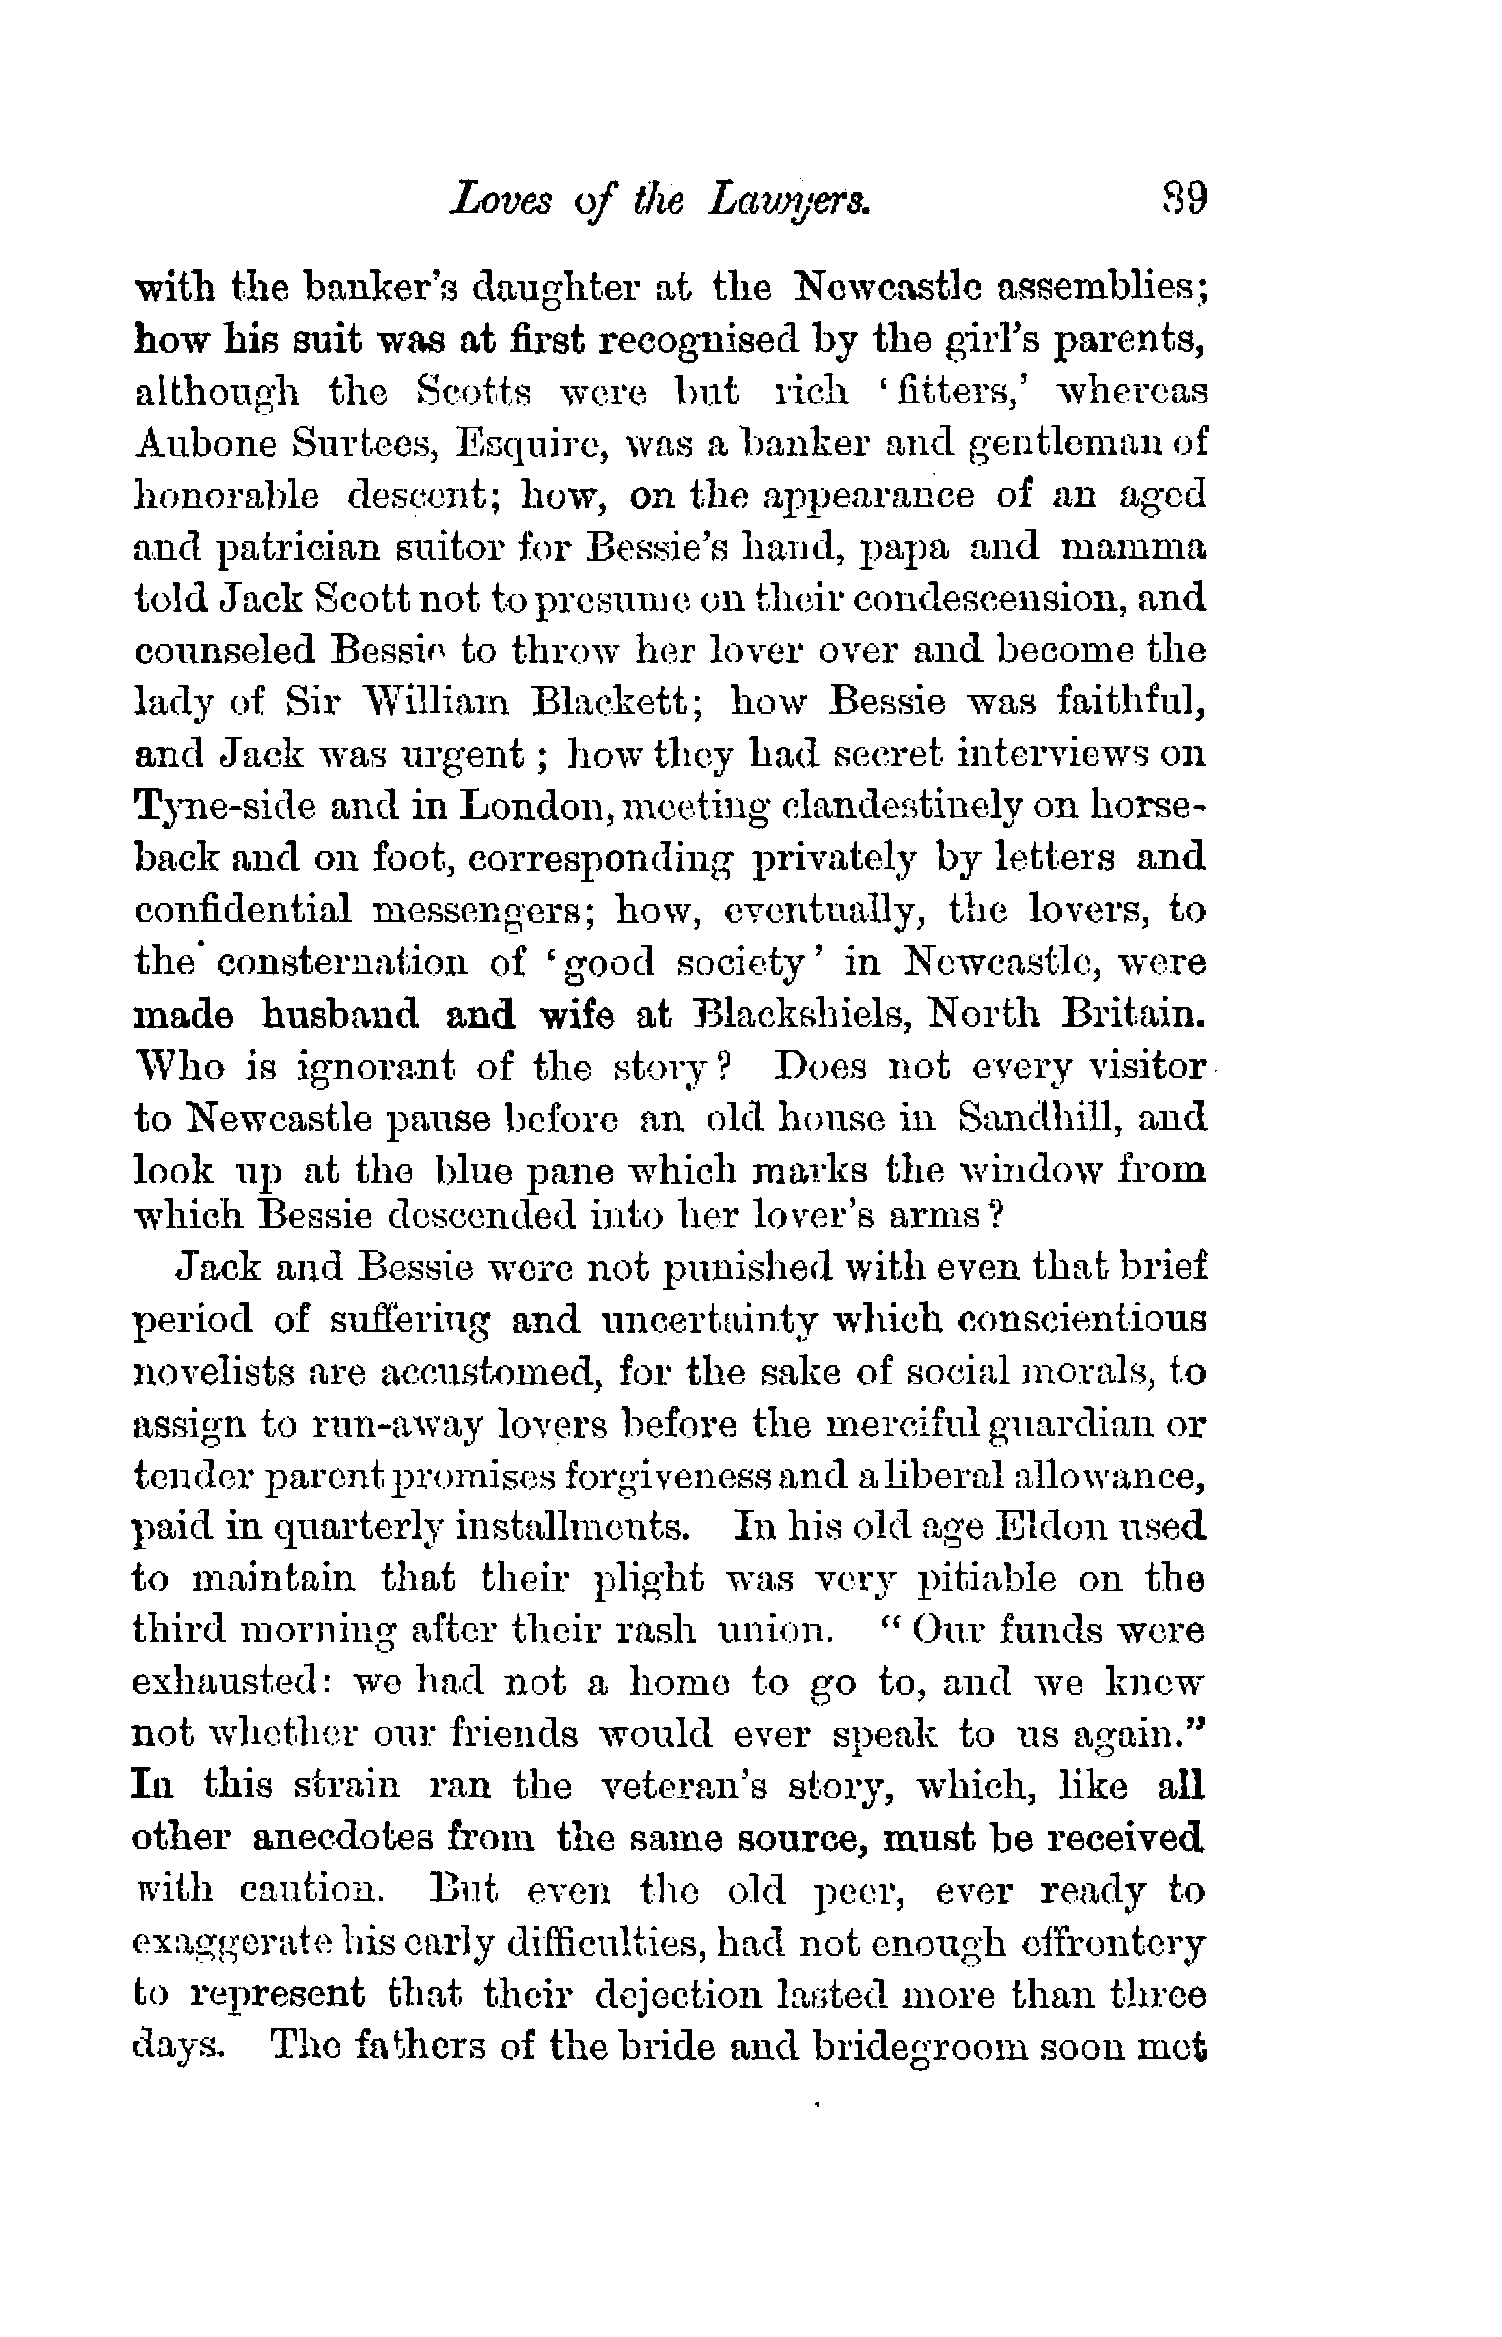 Loves of the Lawyers. 89
with the banker's daughter at the Newcastle assemblies;
how his suit was at first recognised by the girl's parents,
although the Scotts were but rich ‘fitters,’ whereas
Aubone Surtees, Esquire, was a banker and gentleman of
honorable descent; how, on the appearance of an aged
and patrician suitor for Bessie's hand, papa and mamma
told Jack Scott not to presume on their condescension, and
counseled Bessie to throw her lover over and become the
lady of Sir William Blackett; how Bessie was faithful,
and Jack was urgent ; how they had secret interviews on
Tyne-side and in London, meeting clandestinely on horse-
back and on foot, corresponding privately by letters and
confidential messengers; how, eventually, the lovers, to
the consternation of ‘good society’ in Newcastle, were
made husband and wife at Blackshiels, North Britain.
Who is ignorant of the story? Does not every visitor
to Newcastle pause before an old house in Sandhill, and
look up at the blue pane which marks the window from
which Bessie descended into her lover's arms?
Jack and Bessie were not punished with even that brief
period of suffering and uncertainty which conscientious
novelists are accustomed, for the sake of social morals, to
assign to run-away lovers before the merciful guardian or
tender parent promises forgiveness and a liberal allowance,
paid in quarterly installments. In his old age Eldon used
to maintain that their plight was very pitiable on the
third morning after their rash union. “Our funds were
exhausted: we had not a home to go to, and we knew
not whether our friends would ever speak to us again.”
In this strain ran the veteran's story, which, like all
other anecdotes from the same source, must be received
with caution. But even the old peer, ever ready to
exaggerate his early difficulties, had not enough effrontery
to represent that their dejection lasted more than three
days. The fathers of the bride and bridegroom soon met